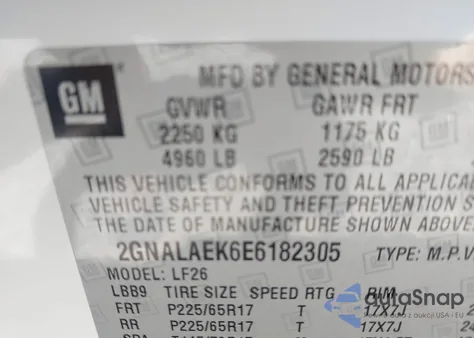 MFD BY GENERAL MOTORS
GM
GVWR GAWR FRT
2250 KG 1175 KG
4960 LB 2590 LB
THIS VEHICLE CONFORMS TO ALL APPLICA
VEHICLE SAFETY AND THEFT PREVENTION S
THE DATE OF MANUFACTURE SHOWN ABOVE.
2GNALAEK6E6182305 TYPE: M.P.V
MODEL: LF26
LBB9 TIRE SIZE SPEED RTG RIM
FRT P225/65R17 T 17X7J
RR P225/65R17 T 17X7J
autoSnap